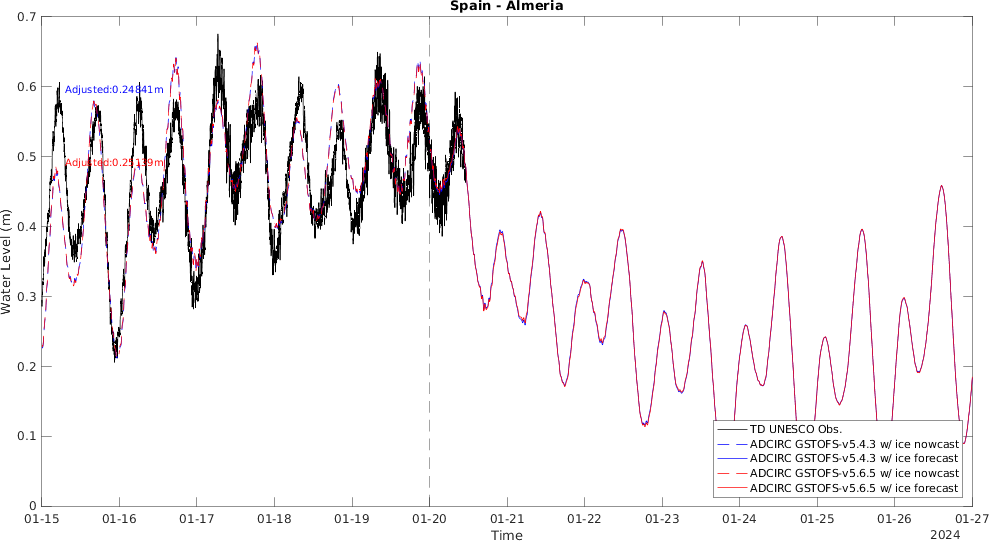 Spain - Almeria
0.7
0.6
0.5
0.4
0.3
0.2
0.1
0
Water Level (m)
Adjusted:0.24841m
Adjusted:0.25139m
TD UNESCO Obs.
ADCIRC GSTOFS-v5.4.3 w/ ice nowcast
ADCIRC GSTOFS-v5.4.3 w/ ice forecast
ADCIRC GSTOFS-v5.6.5 w/ ice nowcast
ADCIRC GSTOFS-v5.6.5 w/ ice forecast
01-15 01-16 01-17 01-18 01-19 01-20 01-21 01-22 01-23 01-24 01-25 01-26 01-27
Time
2024